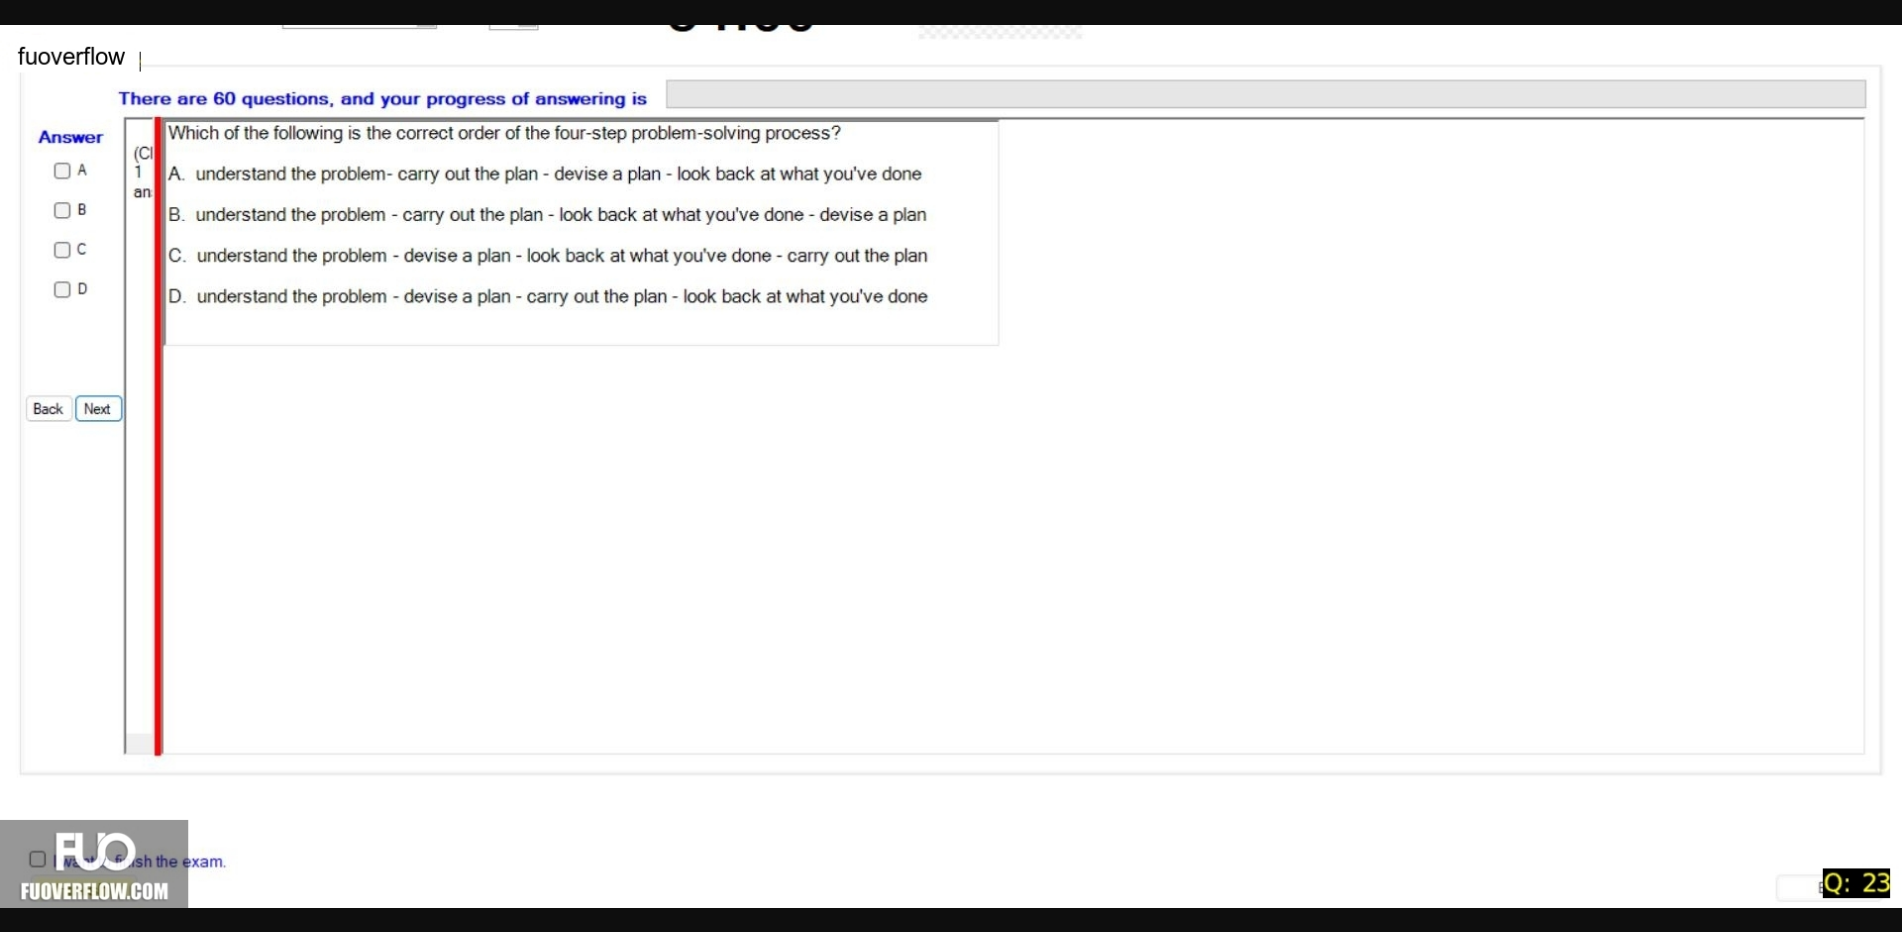 fuoverflow
There are 60 questions, and your progress of answering is
Answer
A
B
C
D
(Cl
1
an
Which of the following is the correct order of the four-step problem-solving process?
A. understand the problem- carry out the plan - devise a plan - look back at what you've done
B. understand the problem - carry out the plan - look back at what you've done - devise a plan
C. understand the problem - devise a plan - look back at what you've done - carry out the plan
D. understand the problem - devise a plan - carry out the plan - look back at what you've done
Back Next
FUO
the exam.
FUOVERFLOW.COM
Q: 23